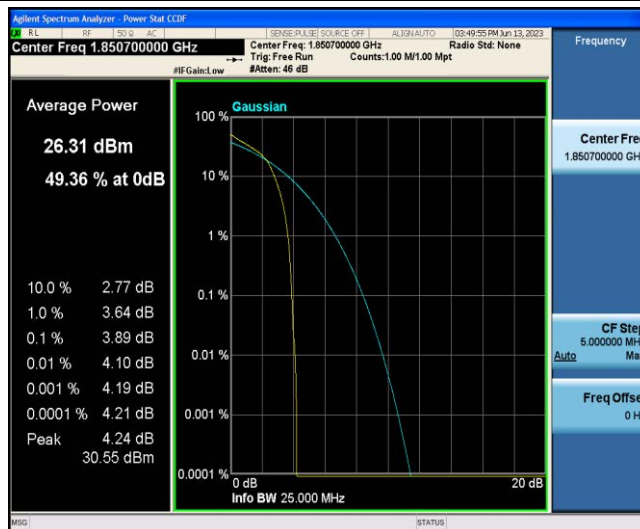 Agilent Spectrum Analyzer - Power Stat CCDF
RL RF 50 Ω AC SENSE:PULSE SOURCE OFF ALIGNAUTO 03:49:55 PM Jun 13, 2023
Center Freq 1.850700000 GHz
Center Freq: 1.850700000 GHz
Radio Std: None
Trig: Free Run
Counts:1.00 M/1.00 Mpt
#IFGain:Low
#Atten: 46 dB
Frequency
Average Power
26.31 dBm
49.36 % at 0dB
10.0 % 2.77 dB
1.0 % 3.64 dB
0.1 % 3.89 dB
0.01 % 4.10 dB
0.001 % 4.19 dB
0.0001 % 4.21 dB
Peak 4.24 dB
30.55 dBm
Gaussian
100 %
10 %
1 %
0.1 %
0.01 %
0.001 %
0.0001 %
0 dB
20 dB
Info BW 25.000 MHz
Center Fre
1.850700000 GH
CF Step
5.000000 MH
Auto Ma
Freq Offse
0 H
MSG
STATUS